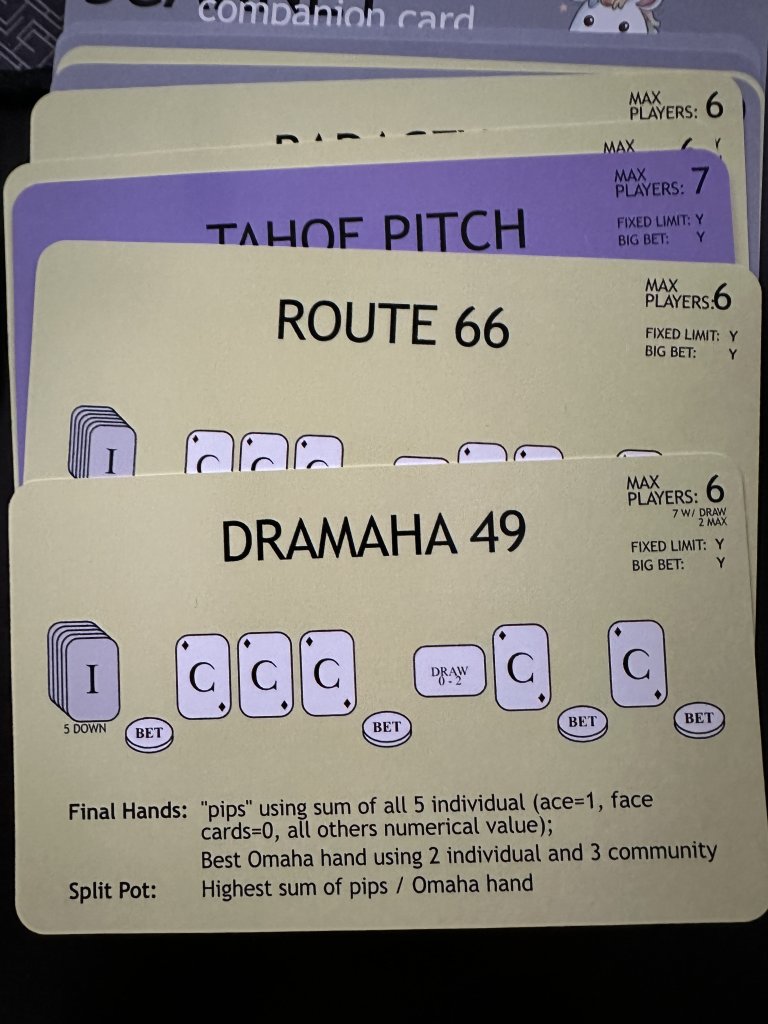 companion card
MAX
PLAYERS: 6
MAX
TAHOE PITCH
MAX
PLAYERS: 7
FIXED LIMIT: Y
BIG BET: Y
ROUTE 66
MAX
PLAYERS:6
FIXED LIMIT: Y
BIG BET: Y
I
C C C
DRAMAHA 49
MAX
PLAYERS: 6
7 W/ DRAW
2 MAX
FIXED LIMIT: Y
BIG BET: Y
I
5 DOWN
BET
C C C
BET
DRAW
0 - 2
C
BET
C
BET
Final Hands: "pips" using sum of all 5 individual (ace=1, face
cards=0, all others numerical value);
Best Omaha hand using 2 individual and 3 community
Split Pot: Highest sum of pips / Omaha hand